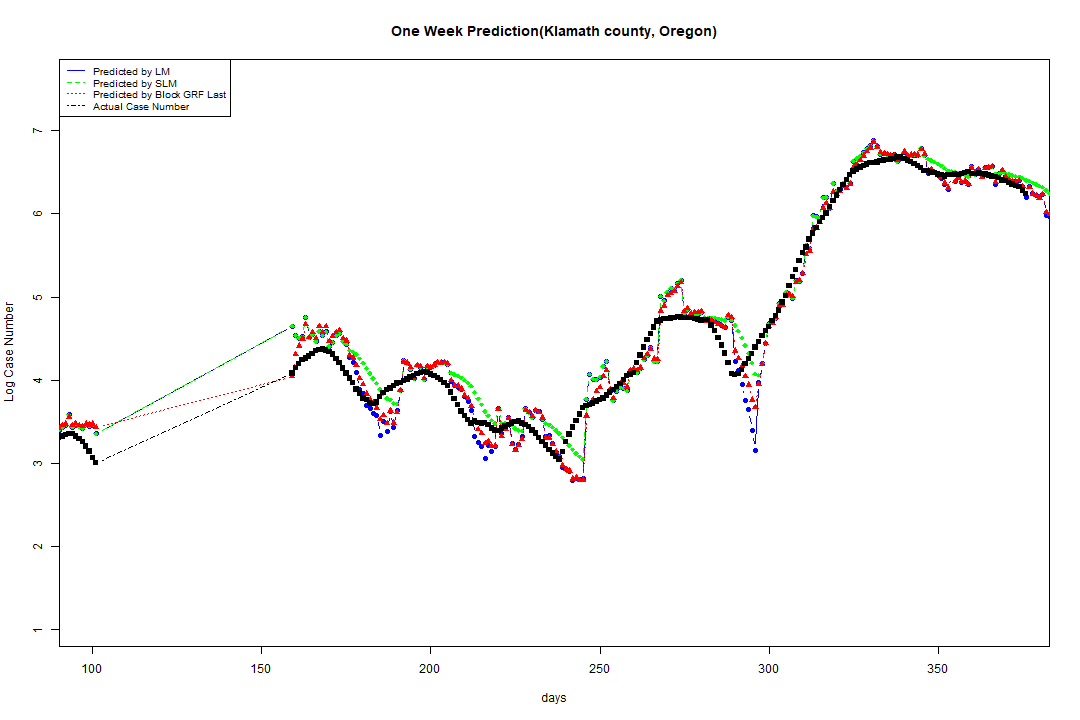 One Week Prediction(Klamath county, Oregon)
Predicted by LM
Predicted by SLM
Predicted by Block GRF Last
Actual Case Number
Log Case Number
7
6
5
4
3
2
1
100 150 200 250 300 350
days